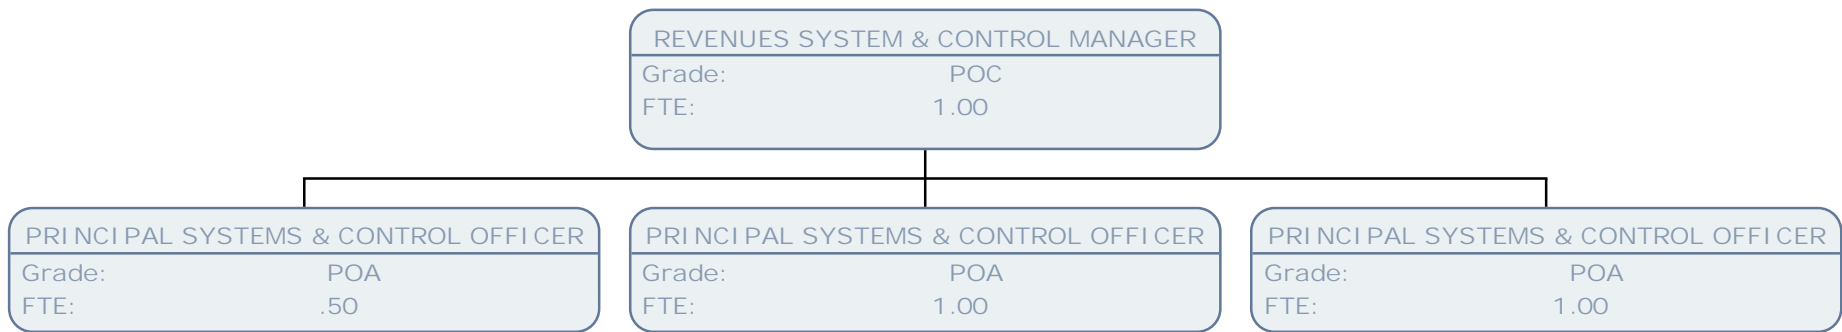 REVENUES SYSTEM & CONTROL MANAGER
Grade: POC
FTE: 1.00
PRINCIPAL SYSTEMS & CONTROL OFFICER
Grade: POA
FTE: .50
PRINCIPAL SYSTEMS & CONTROL OFFICER
Grade: POA
FTE: 1.00
PRINCIPAL SYSTEMS & CONTROL OFFICER
Grade: POA
FTE: 1.00